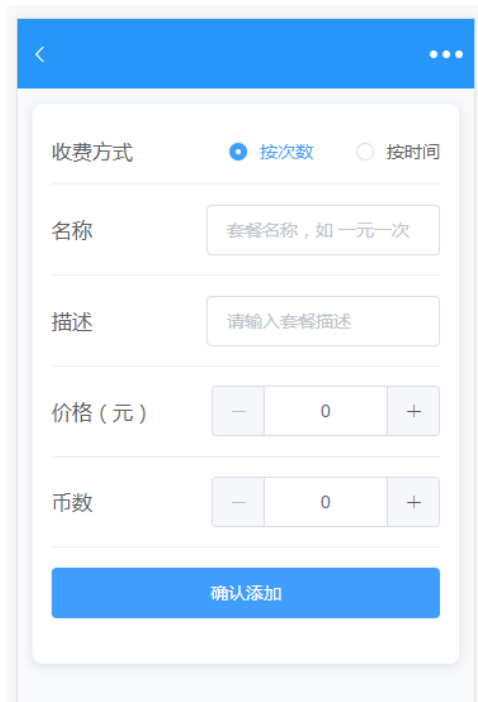 收费方式 按次数 按时间
名称 套餐名称，如 一元一次
描述 请输入套餐描述
价格（元） 0
币数 0
确认添加